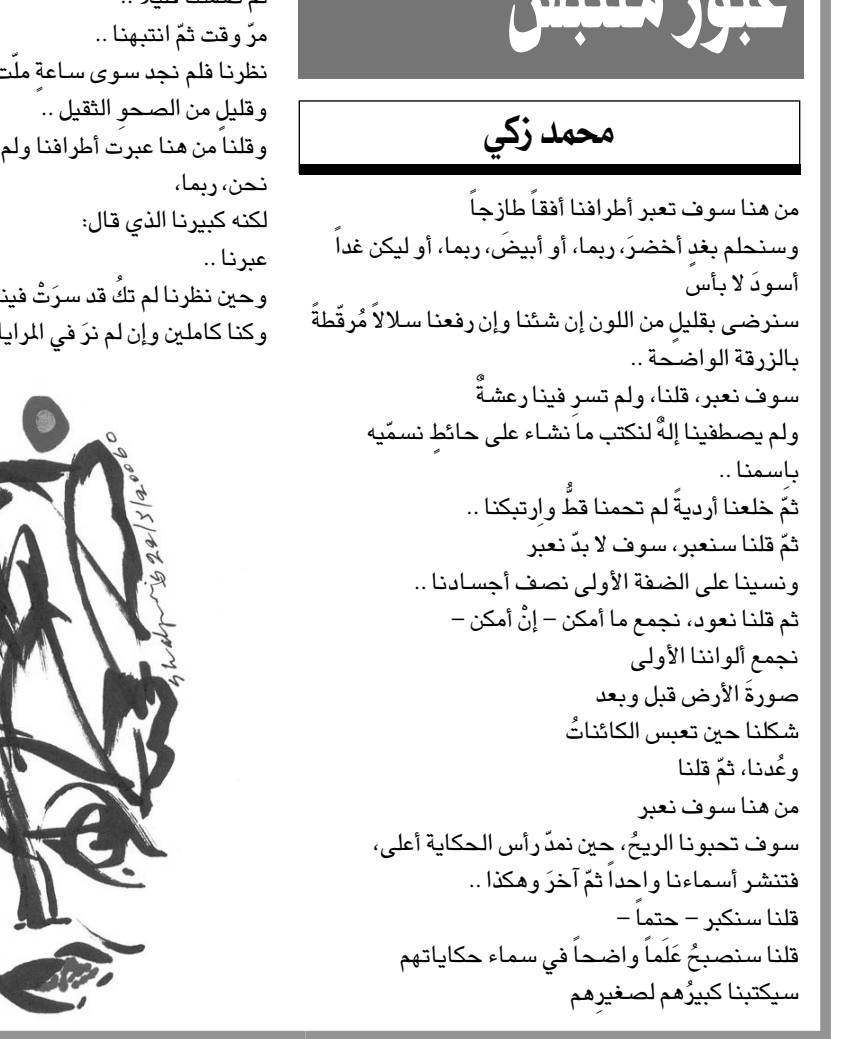 عبور ملتبس
محمد زكي
من هنا سوف تعبر أطرافنا أفقاً طازجاً
وسنحلم بغدٍ أخضرَ، ربما، أو أبيضَ، ربما، أو ليكن غداً
أسودَ لا بأس
سنرضى بقليلٍ من اللون إن شئنا وإن رفعنا سلالاً مُرقّطةً
بالزرقة الواضحة ..
سوف نعبر، قلنا، ولم تسرِ فينا رعشةٌ
ولم يصطفينا إلهٌ لنكتب ما نشاء على حائطٍ نسمّيه
باسمنا ..
ثمّ خلعنا أرديةً لم تحمنا قطُّ وارتبكنا ..
ثمّ قلنا سنعبر، سوف لا بدّ نعبر
ونسينا على الضفة الأولى نصف أجسادنا ..
ثم قلنا نعود، نجمع ما أمكن – إنْ أمكن –
نجمع ألواننا الأولى
صورةَ الأرض قبل وبعد
شكلنا حين تعبس الكائناتُ
وعُدنا، ثمّ قلنا
من هنا سوف نعبر
سوف تحبونا الريحُ، حين نمدّ رأس الحكاية أعلى،
فتنشر أسماءنا واحداً ثمّ آخرَ وهكذا ..
قلنا سنكبر – حتماً –
قلنا سنصبحُ عَلَماً واضحاً في سماء حكاياتهم
سيكتبنا كبيرُهم لصغيرِهم
مرّ وقت ثمّ انتبهنا ..
نظرنا فلم نجد سوى ساعةٍ ملّت
وقليلٍ من الصحوِ الثقيل ..
وقلنا من هنا عبرت أطرافنا ولم
نحن، ربما،
لكنه كبيرنا الذي قال:
عبرنا ..
وحين نظرنا لم تكُ قد سرَتْ فينا
وكنا كاملين وإن لم نرَ في المرايا